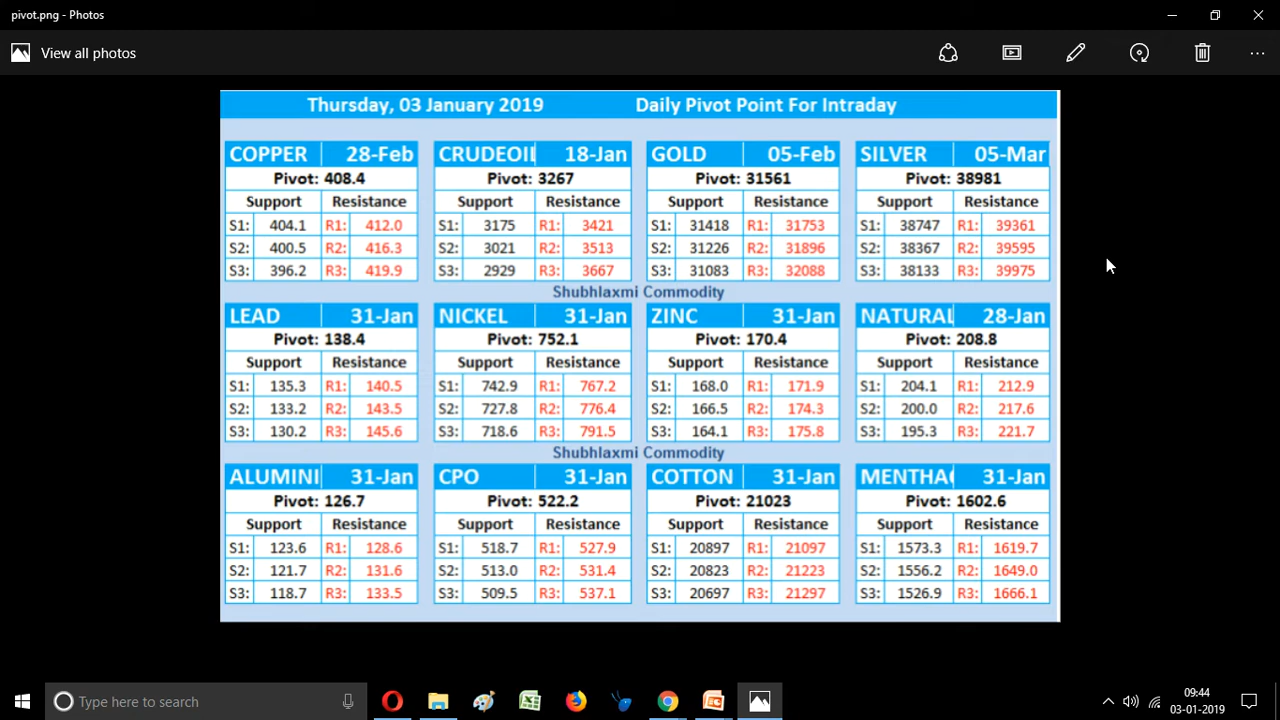 pivot.png - Photos
View all photos
Thursday, 03 January 2019 Daily Pivot Point For Intraday
COPPER 28-Feb CRUDEOIL 18-Jan GOLD 05-Feb SILVER 05-Mar
Pivot: 408.4 Pivot: 3267 Pivot: 31561 Pivot: 38981
Support Resistance Support Resistance Support Resistance Support Resistance
S1: 404.1 R1: 412.0 S1: 3175 R1: 3421 S1: 31418 R1: 31753 S1: 38747 R1: 39361
S2: 400.5 R2: 416.3 S2: 3021 R2: 3513 S2: 31226 R2: 31896 S2: 38367 R2: 39595
S3: 396.2 R3: 419.9 S3: 2929 R3: 3667 S3: 31083 R3: 32088 S3: 38133 R3: 39975
Shubhlaxmi Commodity
LEAD 31-Jan NICKEL 31-Jan ZINC 31-Jan NATURAL 28-Jan
Pivot: 138.4 Pivot: 752.1 Pivot: 170.4 Pivot: 208.8
Support Resistance Support Resistance Support Resistance Support Resistance
S1: 135.3 R1: 140.5 S1: 742.9 R1: 767.2 S1: 168.0 R1: 171.9 S1: 204.1 R1: 212.9
S2: 133.2 R2: 143.5 S2: 727.8 R2: 776.4 S2: 166.5 R2: 174.3 S2: 200.0 R2: 217.6
S3: 130.2 R3: 145.6 S3: 718.6 R3: 791.5 S3: 164.1 R3: 175.8 S3: 195.3 R3: 221.7
Shubhlaxmi Commodity
ALUMINI 31-Jan CPO 31-Jan COTTON 31-Jan MENTHAO 31-Jan
Pivot: 126.7 Pivot: 522.2 Pivot: 21023 Pivot: 1602.6
Support Resistance Support Resistance Support Resistance Support Resistance
S1: 123.6 R1: 128.6 S1: 518.7 R1: 527.9 S1: 20897 R1: 21097 S1: 1573.3 R1: 1619.7
S2: 121.7 R2: 131.6 S2: 513.0 R2: 531.4 S2: 20823 R2: 21223 S2: 1556.2 R2: 1649.0
S3: 118.7 R3: 133.5 S3: 509.5 R3: 537.1 S3: 20697 R3: 21297 S3: 1526.9 R3: 1666.1
Type here to search
09:44
03-01-2019